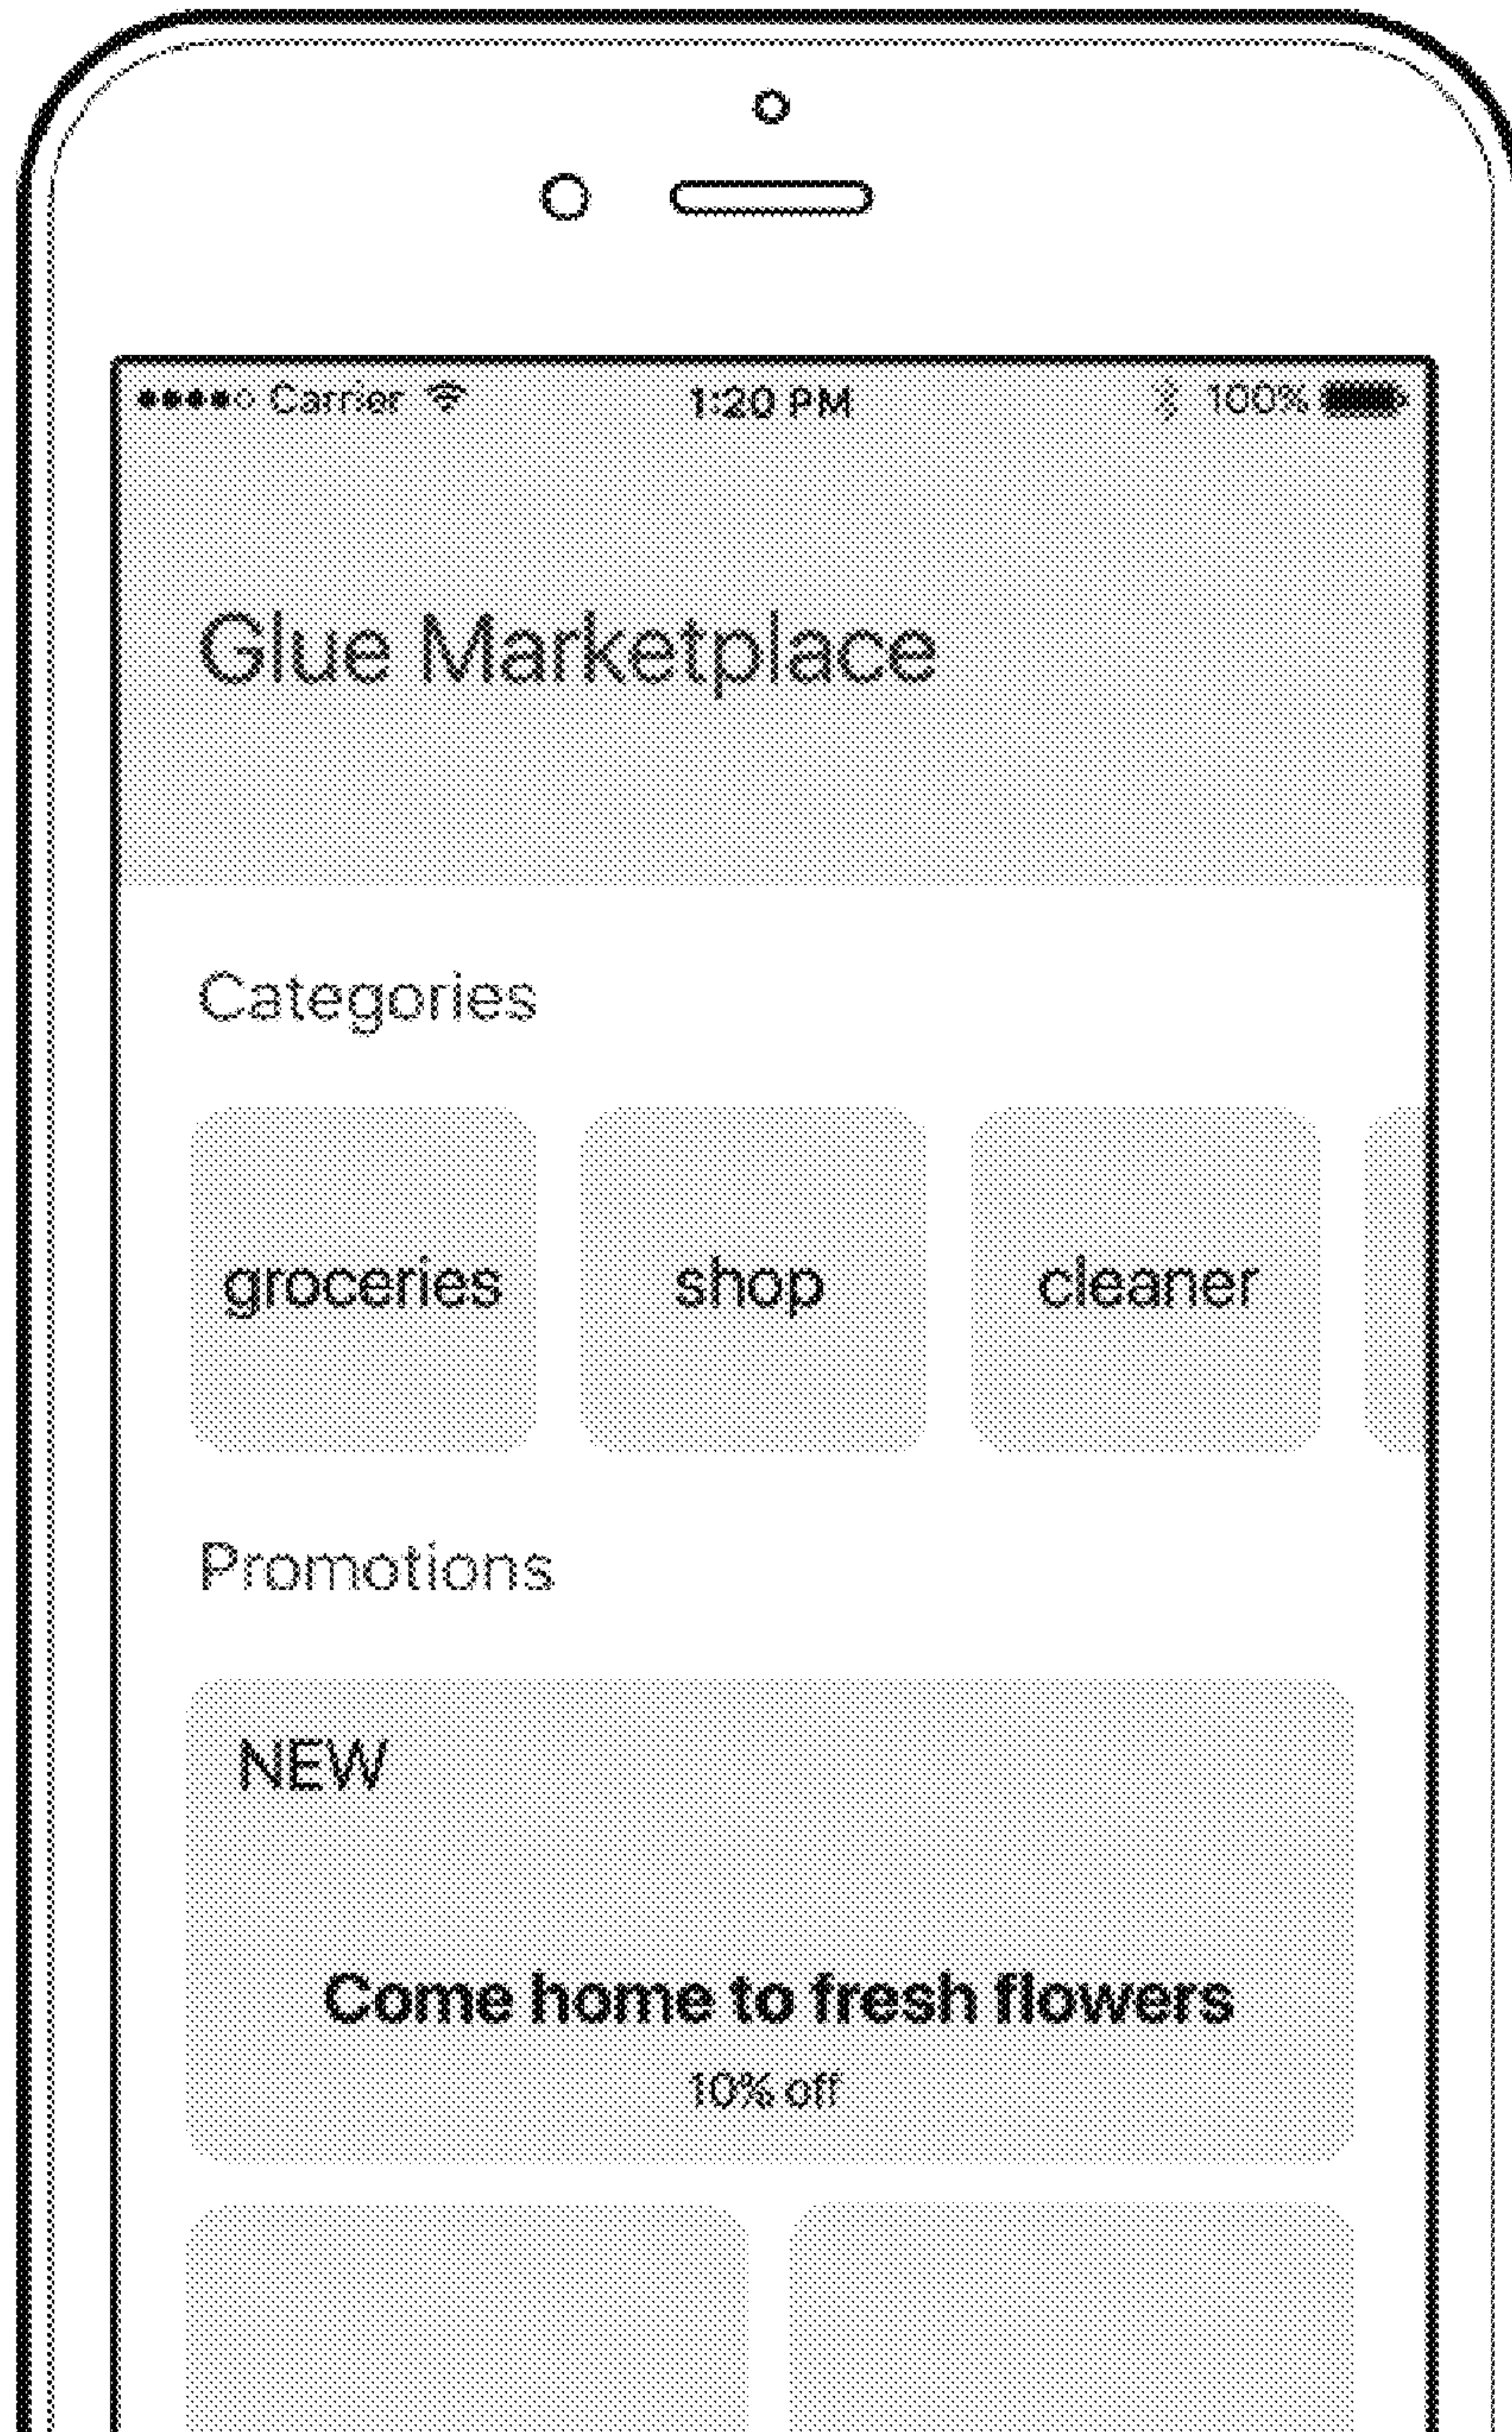 Carrier 1:20 PM 100%
Glue Marketplace
Categories
groceries shop cleaner
Promotions
NEW
Come home to fresh flowers
10% off